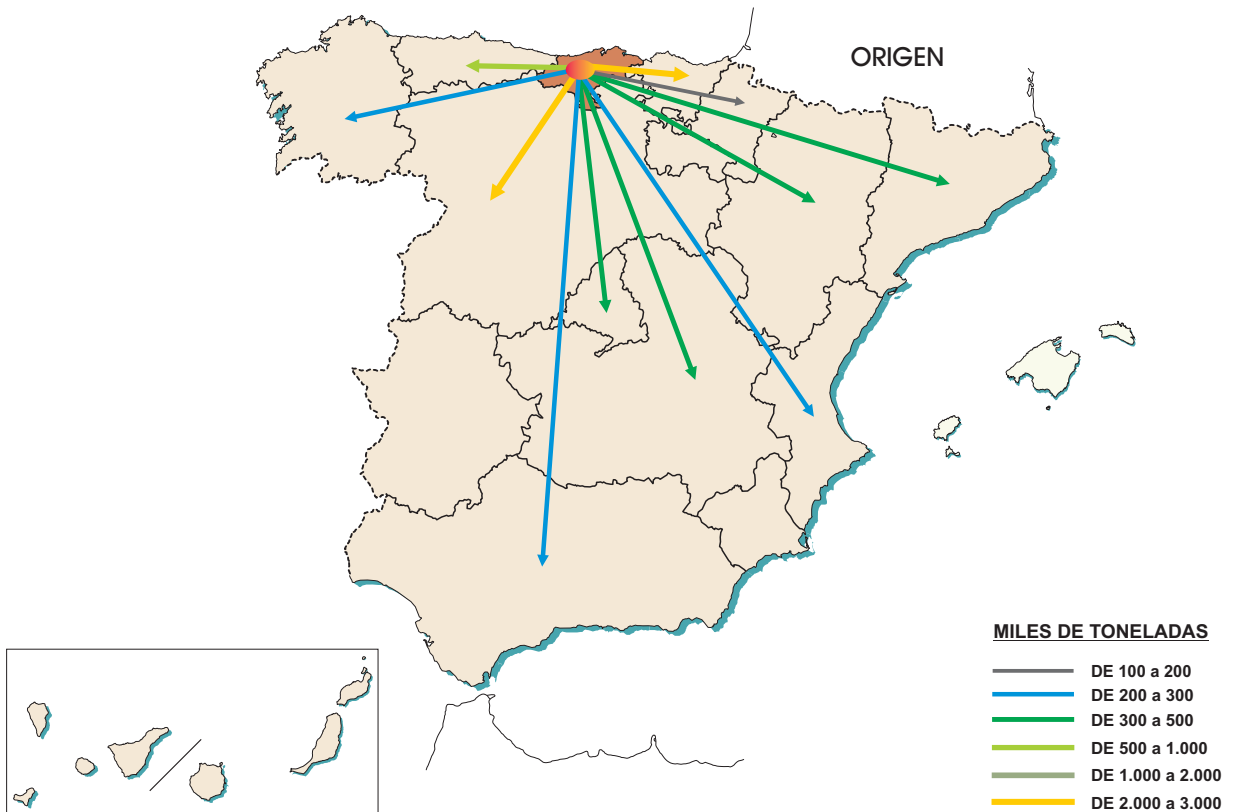 ORIGEN
MILES DE TONELADAS
DE 100 a 200
DE 200 a 300
DE 300 a 500
DE 500 a 1.000
DE 1.000 a 2.000
DE 2.000 a 3.000